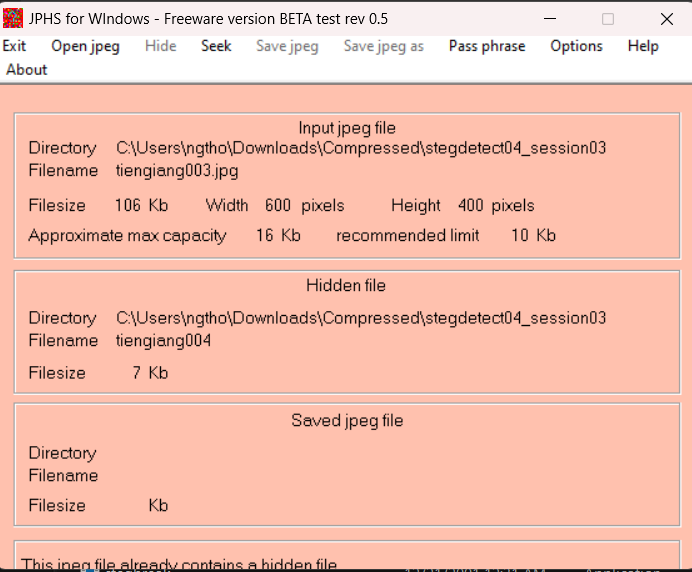 JPHS for WIndows - Freeware version BETA test rev 0.5
Exit Open jpeg Hide Seek Save jpeg Save jpeg as Pass phrase Options Help
About
Input jpeg file
Directory C:\Users\ngtho\Downloads\Compressed\stegdetect04_session03
Filename tiengiang003.jpg
Filesize 106 Kb Width 600 pixels Height 400 pixels
Approximate max capacity 16 Kb recommended limit 10 Kb
Hidden file
Directory C:\Users\ngtho\Downloads\Compressed\stegdetect04_session03
Filename tiengiang004
Filesize 7 Kb
Saved jpeg file
Directory
Filename
Filesize Kb
This jpeg file already contains a hidden file